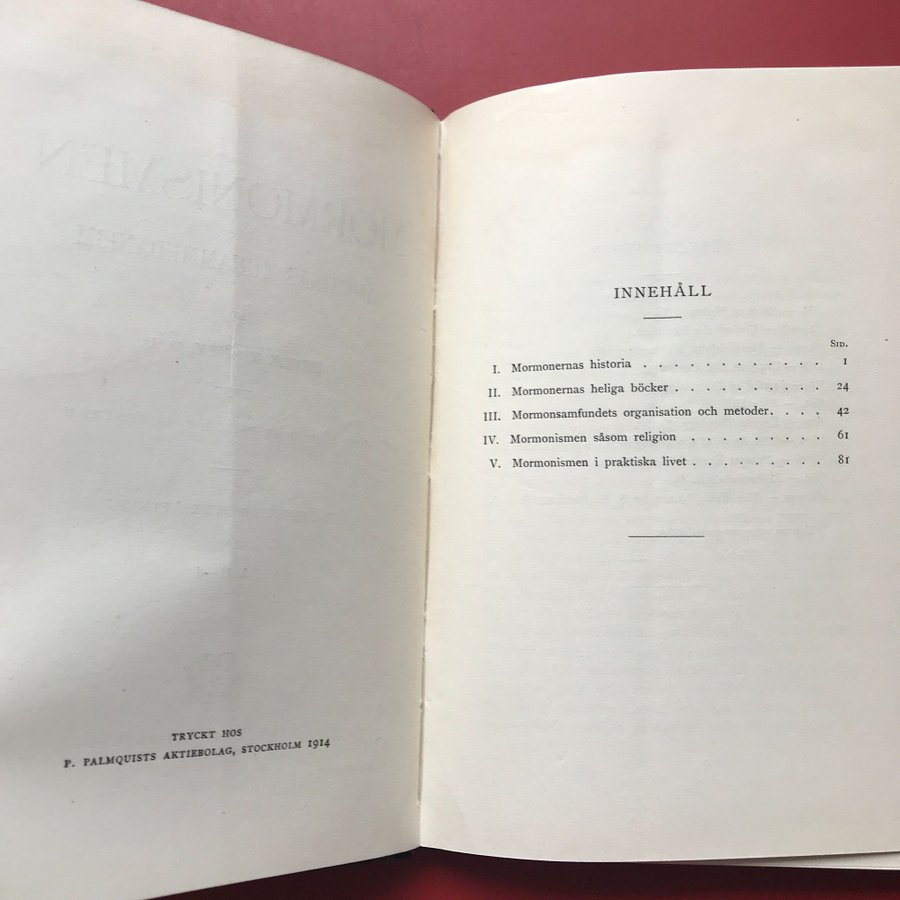 TRYCKT HOS
P. PALMQUISTS AKTIEBOLAG, STOCKHOLM 1914
INNEHÅLL
SID.
I. Mormonernas historia . . . . . . . . . . . . 1
II. Mormonernas heliga böcker . . . . . . . . . . 24
III. Mormonsamfundets organisation och metoder. . . . 42
IV. Mormonismen såsom religion . . . . . . . . . 61
V. Mormonismen i praktiska livet . . . . . . . . . 81